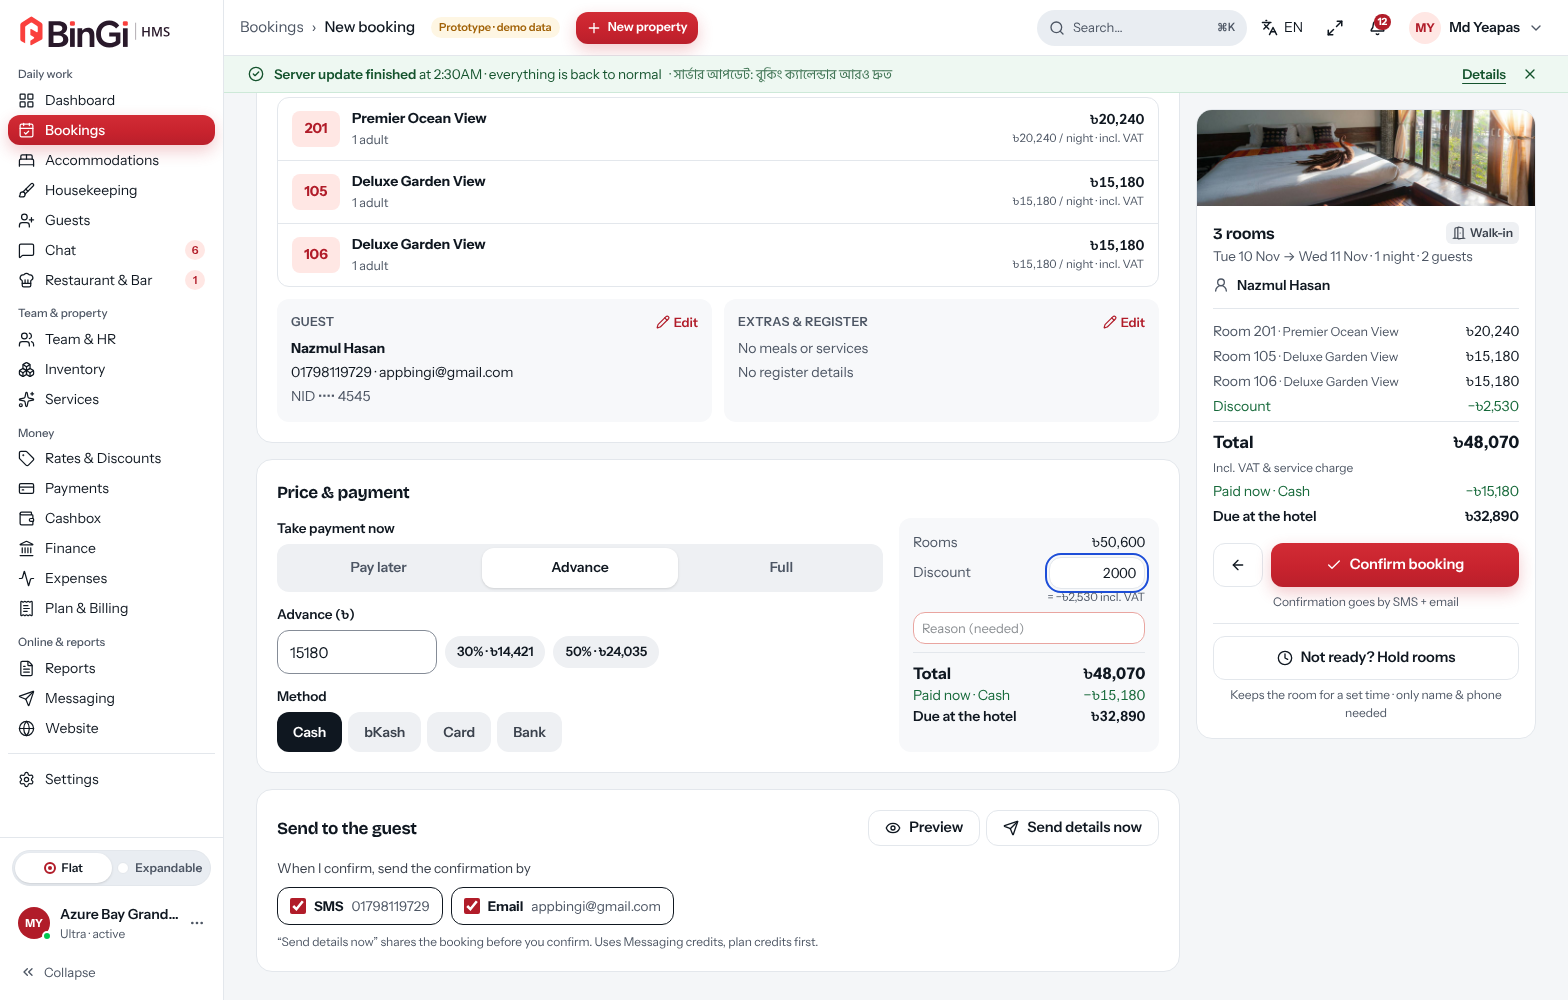 BinGi | HMS
Daily work
Dashboard
Bookings
Accommodations
Housekeeping
Guests
Chat 6
Restaurant & Bar 1
Team & property
Team & HR
Inventory
Services
Money
Rates & Discounts
Payments
Cashbox
Finance
Expenses
Plan & Billing
Online & reports
Reports
Messaging
Website
Settings
Flat Expandable
MY Azure Bay Grand...
Ultra · active
Collapse
Bookings › New booking Prototype · demo data + New property
Search... ⌘K EN 12 MY Md Yeapas
Server update finished at 2:30AM · everything is back to normal · সার্ভার আপডেট: বুকিং ক্যালেন্ডার আরও দ্রুত Details
201 Premier Ocean View ৳20,240
1 adult ৳20,240 / night · incl. VAT
105 Deluxe Garden View ৳15,180
1 adult ৳15,180 / night · incl. VAT
106 Deluxe Garden View ৳15,180
1 adult ৳15,180 / night · incl. VAT
GUEST Edit
Nazmul Hasan
01798119729 · appbingi@gmail.com
NID •••• 4545
EXTRAS & REGISTER Edit
No meals or services
No register details
Price & payment
Take payment now
Pay later Advance Full
Advance (৳)
15180 30% · ৳14,421 50% · ৳24,035
Method
Cash bKash Card Bank
Rooms ৳50,600
Discount 2000
= −৳2,530 incl. VAT
Reason (needed)
Total ৳48,070
Paid now · Cash −৳15,180
Due at the hotel ৳32,890
Send to the guest
Preview Send details now
When I confirm, send the confirmation by
SMS 01798119729 Email appbingi@gmail.com
“Send details now” shares the booking before you confirm. Uses Messaging credits, plan credits first.
3 rooms Walk-in
Tue 10 Nov → Wed 11 Nov · 1 night · 2 guests
Nazmul Hasan
Room 201 · Premier Ocean View ৳20,240
Room 105 · Deluxe Garden View ৳15,180
Room 106 · Deluxe Garden View ৳15,180
Discount −৳2,530
Total ৳48,070
Incl. VAT & service charge
Paid now · Cash −৳15,180
Due at the hotel ৳32,890
Confirm booking
Confirmation goes by SMS + email
Not ready? Hold rooms
Keeps the room for a set time · only name & phone
needed